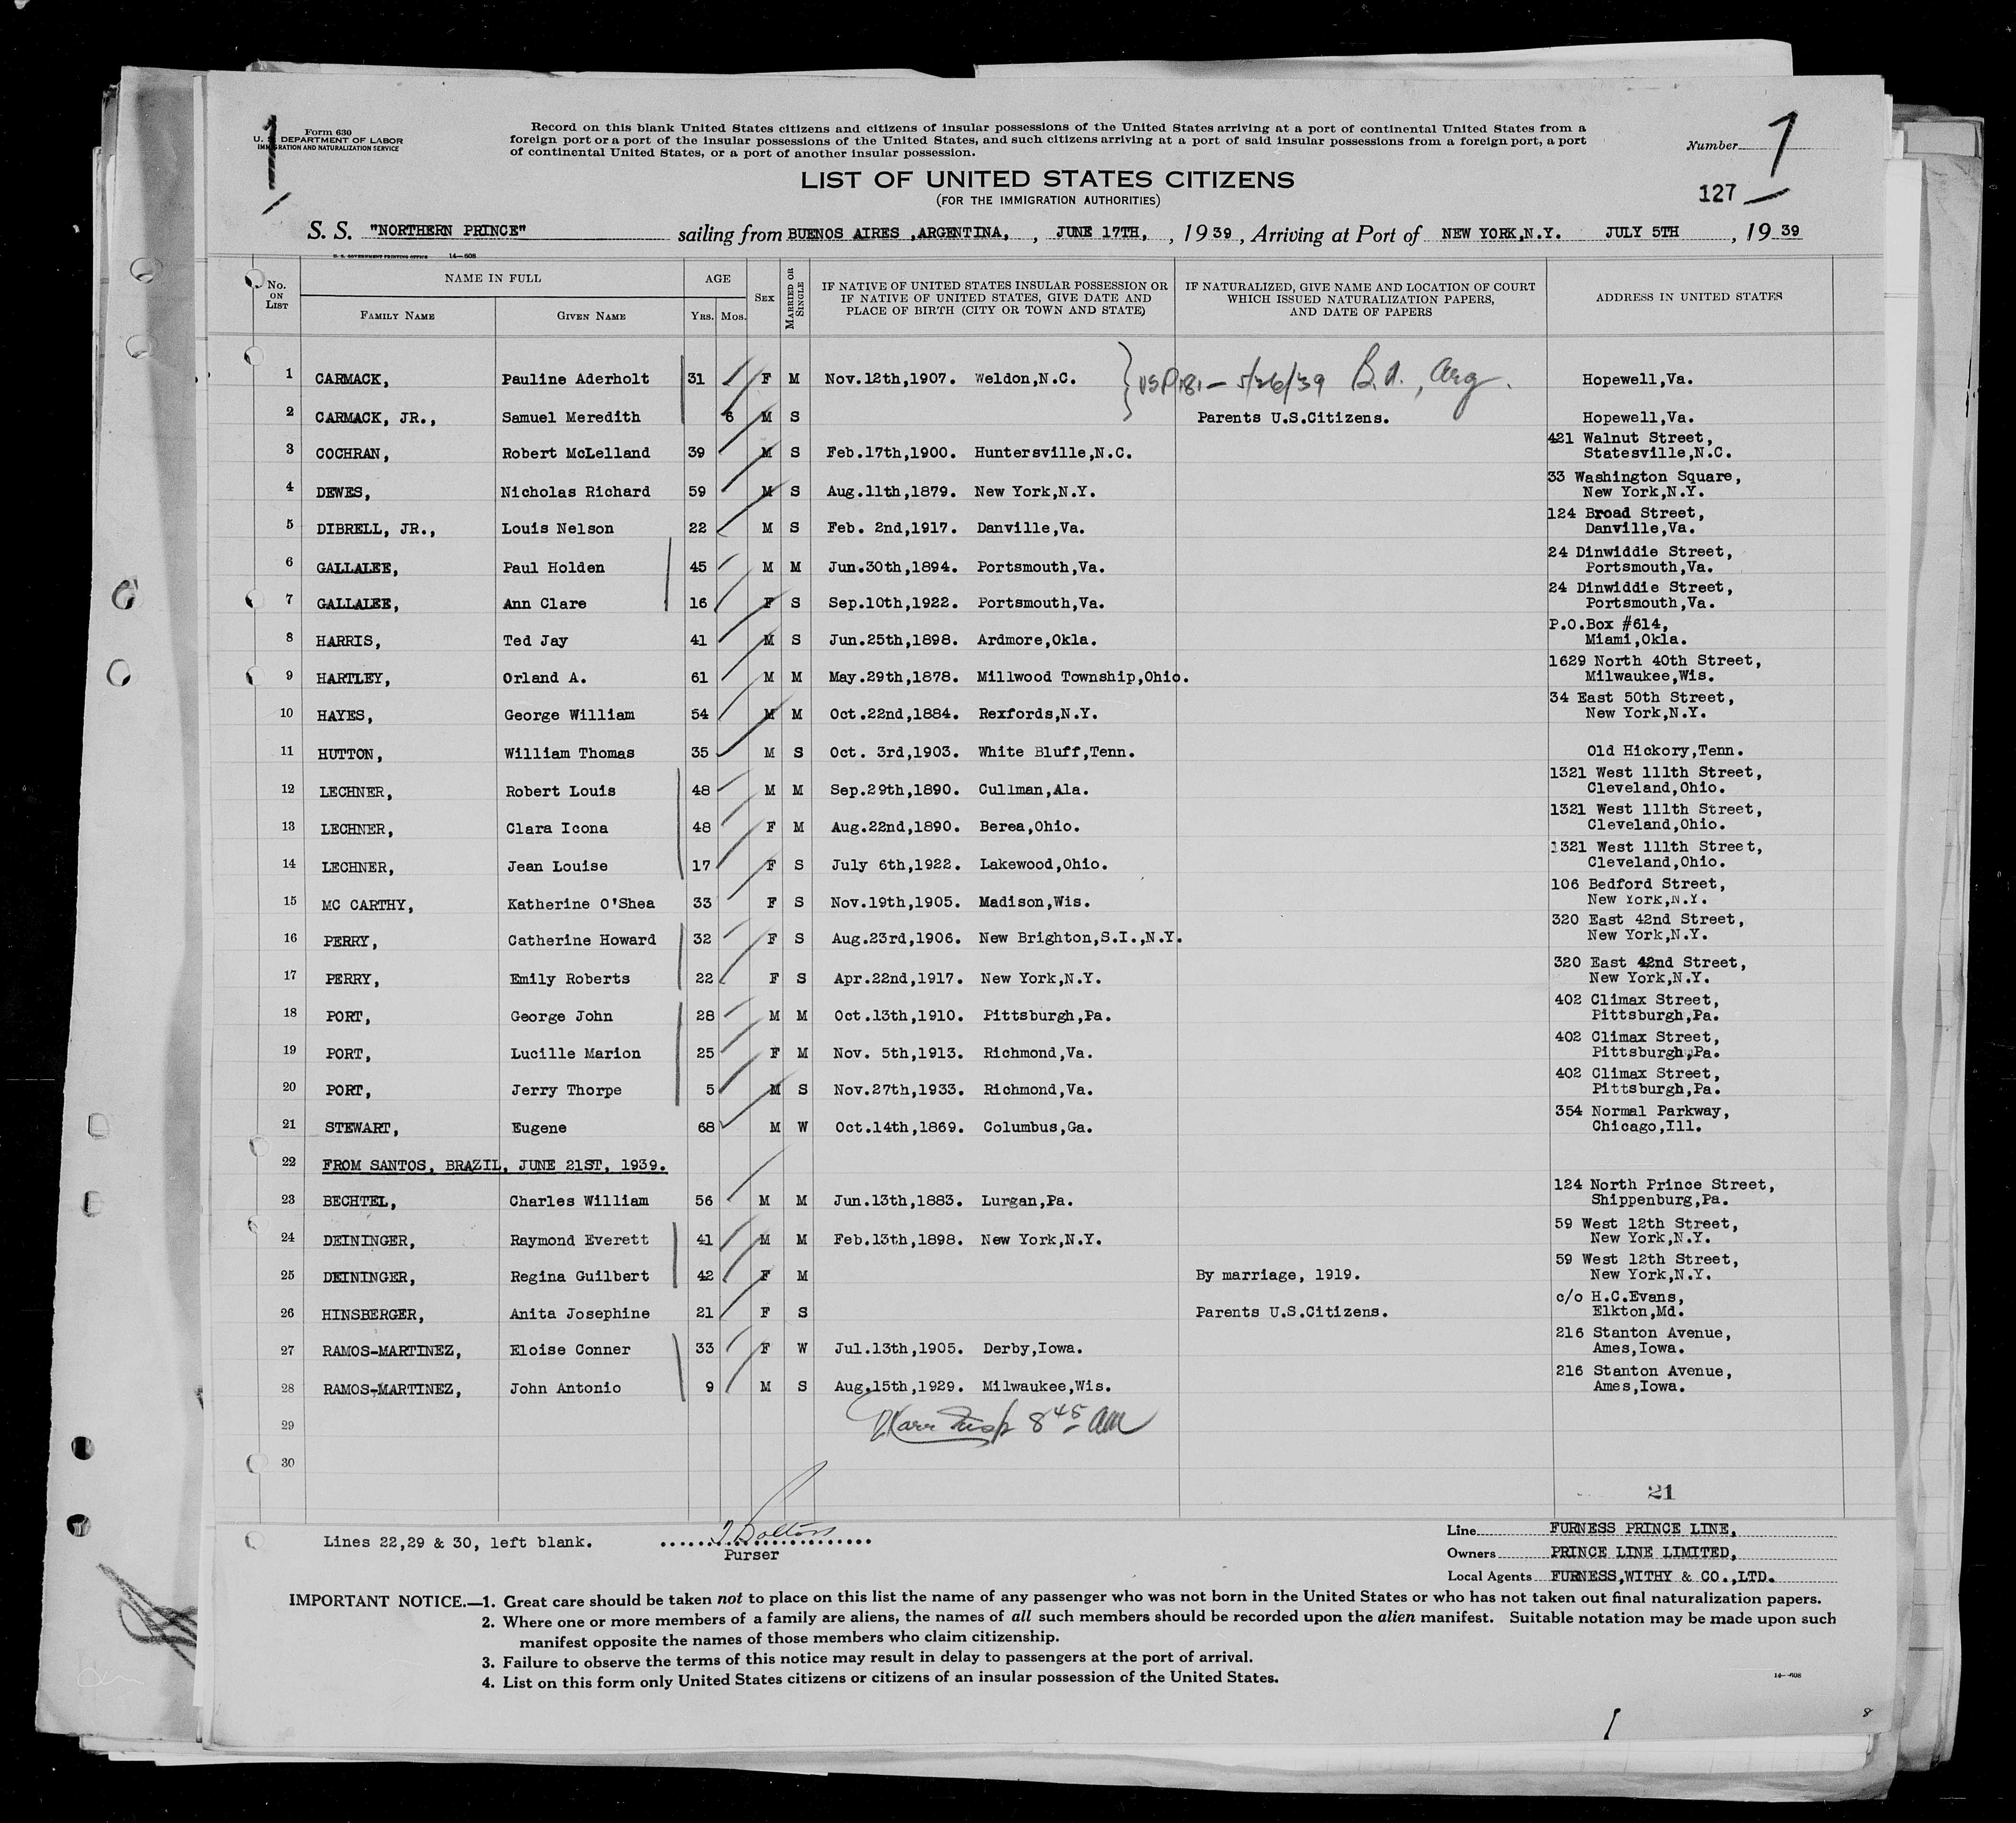 Form 630
U. S. DEPARTMENT OF LABOR
IMMIGRATION AND NATURALIZATION SERVICE
1
Record on this blank United States citizens and citizens of insular possessions of the United States arriving at a port of continental United States from a
foreign port or a port of the insular possessions of the United States, and such citizens arriving at a port of said insular possessions from a foreign port, a port
of continental United States, or a port of another insular possession.
Number 1
LIST OF UNITED STATES CITIZENS
(FOR THE IMMIGRATION AUTHORITIES)
127
S. S. "NORTHERN PRINCE" sailing from BUENOS AIRES ,ARGENTINA, , JUNE 17TH, , 19 39 , Arriving at Port of NEW YORK,N.Y. JULY 5TH , 19 39
U. S. GOVERNMENT PRINTING OFFICE 14—608
No. ON LIST
NAME IN FULL
FAMILY NAME
GIVEN NAME
AGE
YRS. MOS.
SEX
MARRIED OR SINGLE
IF NATIVE OF UNITED STATES INSULAR POSSESSION OR
IF NATIVE OF UNITED STATES, GIVE DATE AND
PLACE OF BIRTH (CITY OR TOWN AND STATE)
IF NATURALIZED, GIVE NAME AND LOCATION OF COURT
WHICH ISSUED NATURALIZATION PAPERS,
AND DATE OF PAPERS
ADDRESS IN UNITED STATES
1 CARMACK, Pauline Aderholt 31 F M Nov.12th,1907. Weldon,N.C. 5/26/39 B.A., Arg. Hopewell,Va.
2 CARMACK, JR., Samuel Meredith 6 M S Parents U.S.Citizens. Hopewell,Va.
3 COCHRAN, Robert McLelland 39 M S Feb.17th,1900. Huntersville,N.C. 421 Walnut Street,
Statesville,N.C.
4 DEWES, Nicholas Richard 59 M S Aug.11th,1879. New York,N.Y. 33 Washington Square,
New York,N.Y.
5 DIBRELL, JR., Louis Nelson 22 M S Feb. 2nd,1917. Danville,Va. 124 Broad Street,
Danville,Va.
6 GALLALEE, Paul Holden 45 M M Jun.30th,1894. Portsmouth,Va. 24 Dinwiddie Street,
Portsmouth,Va.
7 GALLALEE, Ann Clare 16 F S Sep.10th,1922. Portsmouth,Va. 24 Dinwiddie Street,
Portsmouth,Va.
8 HARRIS, Ted Jay 41 M S Jun.25th,1898. Ardmore,Okla. P.O.Box #614,
Miami,Okla.
9 HARTLEY, Orland A. 61 M M May.29th,1878. Millwood Township,Ohio. 1629 North 40th Street,
Milwaukee,Wis.
10 HAYES, George William 54 M M Oct.22nd,1884. Rexfords,N.Y. 34 East 50th Street,
New York,N.Y.
11 HUTTON, William Thomas 35 M S Oct. 3rd,1903. White Bluff,Tenn. Old Hickory,Tenn.
12 LECHNER, Robert Louis 48 M M Sep.29th,1890. Cullman,Ala. 1321 West 111th Street,
Cleveland,Ohio.
13 LECHNER, Clara Icona 48 F M Aug.22nd,1890. Berea,Ohio. 1321 West 111th Street,
Cleveland,Ohio.
14 LECHNER, Jean Louise 17 F S July 6th,1922. Lakewood,Ohio. 1321 West 111th Street,
Cleveland,Ohio.
15 MC CARTHY, Katherine O'Shea 33 F S Nov.19th,1905. Madison,Wis. 106 Bedford Street,
New York,N.Y.
16 PERRY, Catherine Howard 32 F S Aug.23rd,1906. New Brighton,S.I.,N.Y. 320 East 42nd Street,
New York,N.Y.
17 PERRY, Emily Roberts 22 F S Apr.22nd,1917. New York,N.Y. 320 East 42nd Street,
New York,N.Y.
18 PORT, George John 28 M M Oct.13th,1910. Pittsburgh,Pa. 402 Climax Street,
Pittsburgh,Pa.
19 PORT, Lucille Marion 25 F M Nov. 5th,1913. Richmond,Va. 402 Climax Street,
Pittsburgh,Pa.
20 PORT, Jerry Thorpe 5 M S Nov.27th,1933. Richmond,Va. 402 Climax Street,
Pittsburgh,Pa.
21 STEWART, Eugene 68 M W Oct.14th,1869. Columbus,Ga. 354 Normal Parkway,
Chicago,Ill.
22 FROM SANTOS, BRAZIL, JUNE 21ST, 1939.
23 BECHTEL, Charles William 56 M M Jun.13th,1883. Lurgan,Pa. 124 North Prince Street,
Shippenburg,Pa.
24 DEININGER, Raymond Everett 41 M M Feb.13th,1898. New York,N.Y. 59 West 12th Street,
New York,N.Y.
25 DEININGER, Regina Guilbert 42 F M By marriage, 1919. 59 West 12th Street,
New York,N.Y.
26 HINSBERGER, Anita Josephine 21 F S Parents U.S.Citizens. c/o H.C.Evans,
Elkton,Md.
27 RAMOS-MARTINEZ, Eloise Conner 33 F W Jul.13th,1905. Derby,Iowa. 216 Stanton Avenue,
Ames,Iowa.
28 RAMOS-MARTINEZ, John Antonio 9 M S Aug.15th,1929. Milwaukee,Wis. 216 Stanton Avenue,
Ames,Iowa.
29 8 45 am
30
21
Lines 22,29 & 30, left blank.
Purser
Line FURNESS PRINCE LINE,
Owners PRINCE LINE LIMITED,
Local Agents FURNESS,WITHY & CO.,LTD.
IMPORTANT NOTICE.—1. Great care should be taken not to place on this list the name of any passenger who was not born in the United States or who has not taken out final naturalization papers.
2. Where one or more members of a family are aliens, the names of all such members should be recorded upon the alien manifest. Suitable notation may be made upon such
manifest opposite the names of those members who claim citizenship.
3. Failure to observe the terms of this notice may result in delay to passengers at the port of arrival.
4. List on this form only United States citizens or citizens of an insular possession of the United States.
14—608
1
8